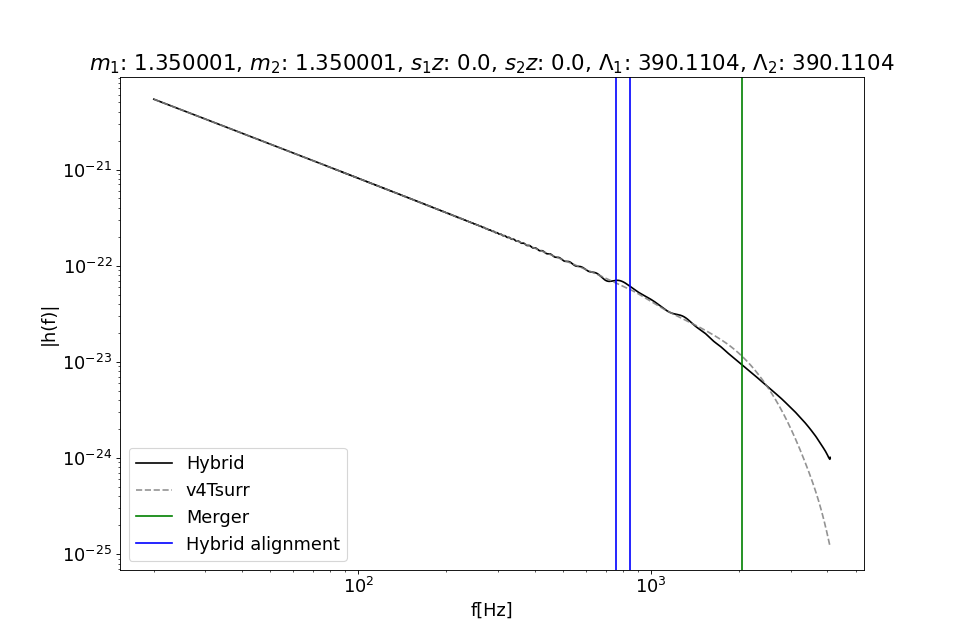 m₁: 1.350001, m₂: 1.350001, s₁z: 0.0, s₂z: 0.0, Λ₁: 390.1104, Λ₂: 390.1104
10⁻²¹
10⁻²²
10⁻²³
10⁻²⁴
10⁻²⁵
|h(f)|
Hybrid
v4Tsurr
Merger
Hybrid alignment
10²
10³
f[Hz]